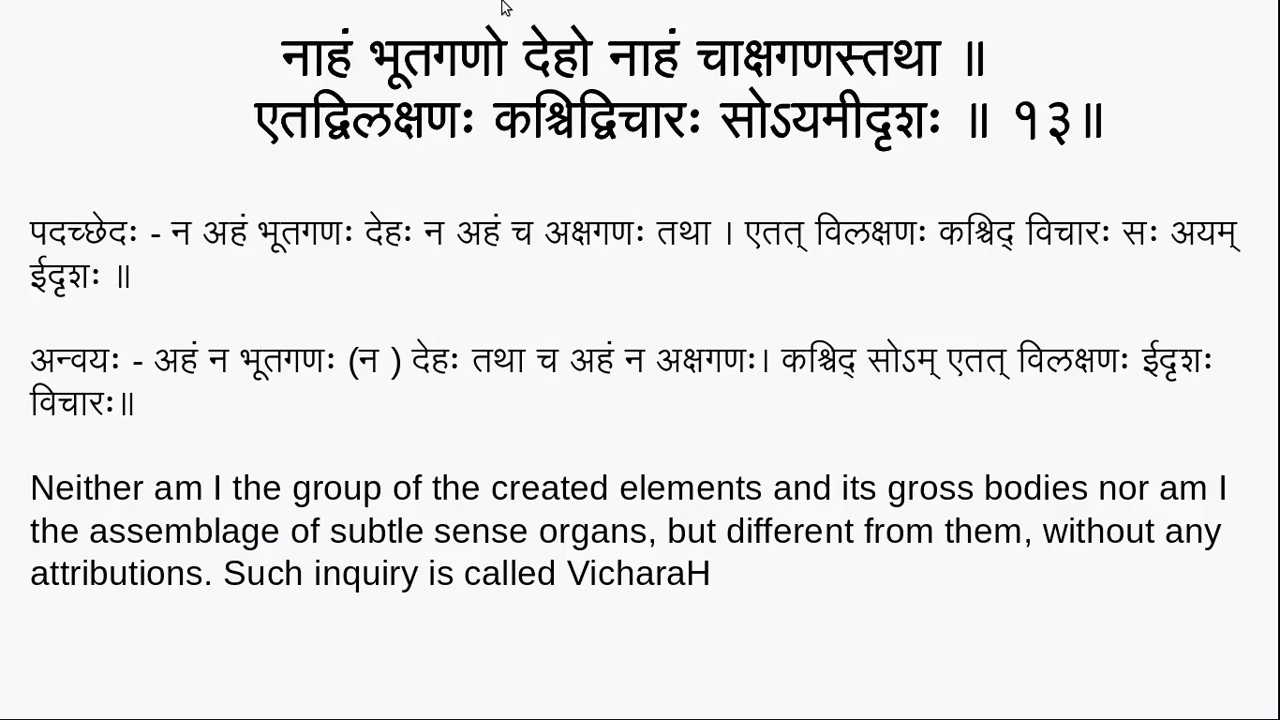 नाहं भूतगणो देहो नाहं चाक्षगणस्तथा ॥
एतद्विलक्षणः कश्चिद्विचारः सोऽयमीदृशः ॥ १३॥
पदच्छेदः - न अहं भूतगणः देहः न अहं च अक्षगणः तथा । एतत् विलक्षणः कश्चिद् विचारः सः अयम्
ईदृशः ॥
अन्वयः - अहं न भूतगणः (न ) देहः तथा च अहं न अक्षगणः। कश्चिद् सोऽम् एतत् विलक्षणः ईदृशः
विचारः॥
Neither am I the group of the created elements and its gross bodies nor am I
the assemblage of subtle sense organs, but different from them, without any
attributions. Such inquiry is called VicharaH